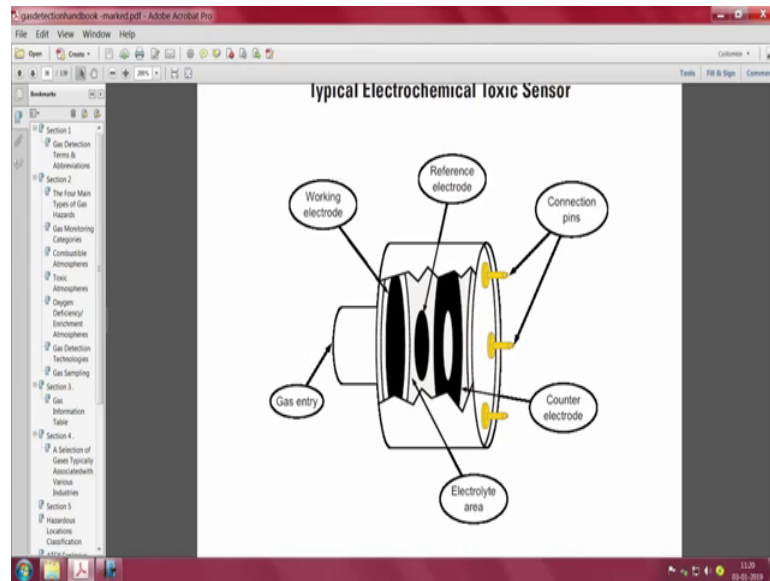 gasdetectionhandbook -marked.pdf - Adobe Acrobat Pro
File Edit View Window Help
Open Create Customize
/ 139 Tools Fill & Sign Comment
Bookmarks
Section 1
Gas Detection
Terms &
Abbreviations
Section 2
The Four Main
Types of Gas
Hazards
Gas Monitoring
Categories
Combustible
Atmospheres
Toxic
Atmospheres
Oxygen
Deficiency/
Enrichment
Atmospheres
Gas Detection
Technologies
Gas Sampling
Section 3 .
Gas
Information
Table
Section 4 .
A Selection of
Gases Typically
Associatedwith
Various
Industries
Section 5
Hazardous
Locations
Classification
Typical Electrochemical Toxic Sensor
Reference
electrode
Working
electrode
Connection
pins
Gas entry
Counter
electrode
Electrolyte
area
11:20
03-01-2019